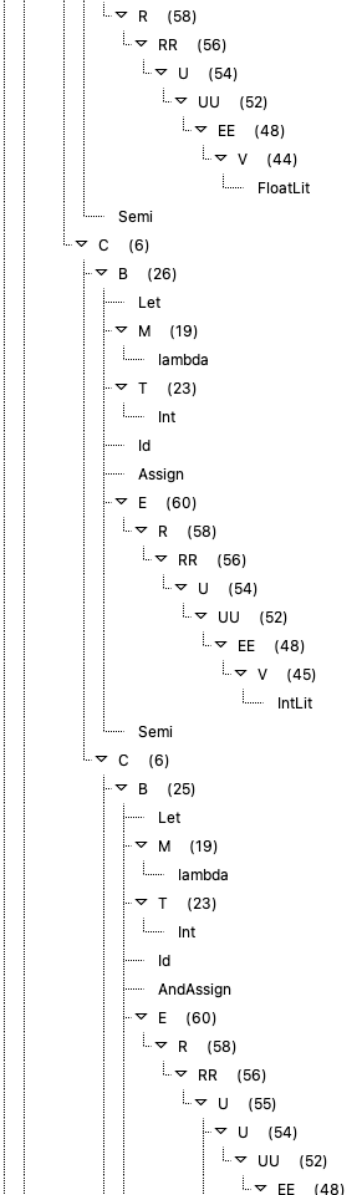 R (58)
RR (56)
U (54)
UU (52)
EE (48)
V (44)
FloatLit
Semi
C (6)
B (26)
Let
M (19)
lambda
T (23)
Int
Id
Assign
E (60)
R (58)
RR (56)
U (54)
UU (52)
EE (48)
V (45)
IntLit
Semi
C (6)
B (25)
Let
M (19)
lambda
T (23)
Int
Id
AndAssign
E (60)
R (58)
RR (56)
U (55)
U (54)
UU (52)
EE (48)